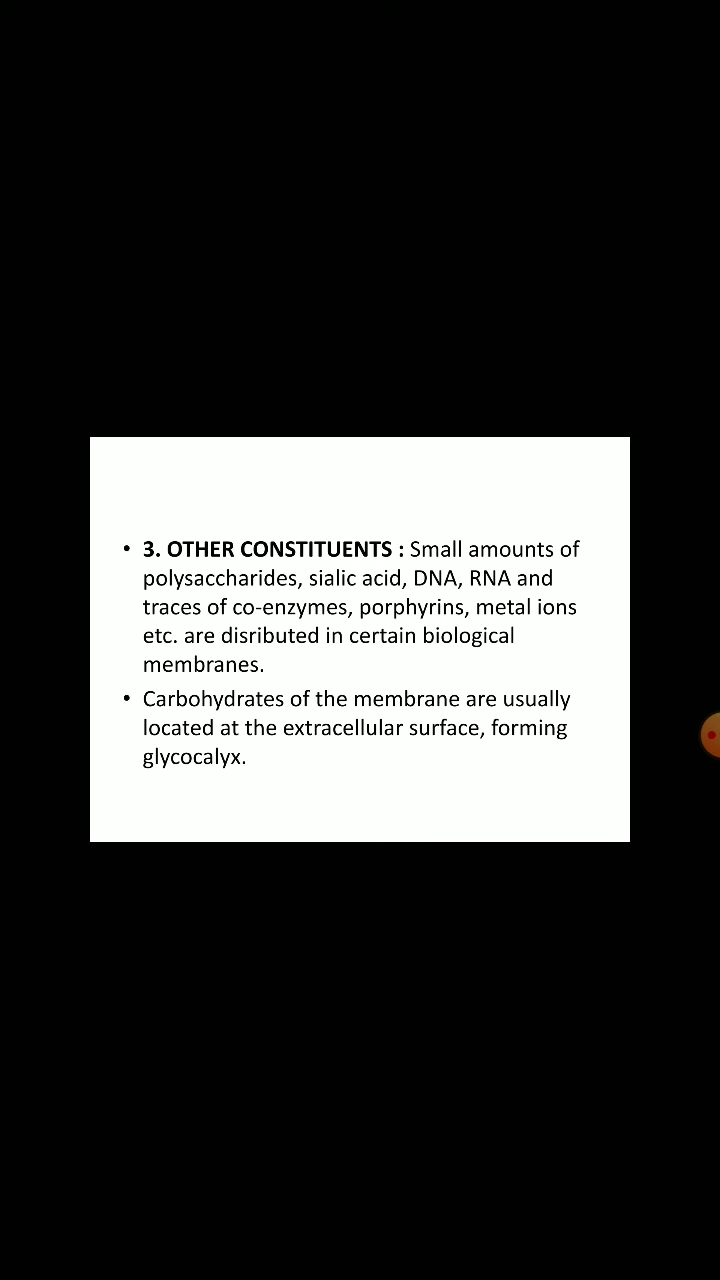 • 3. OTHER CONSTITUENTS : Small amounts of
polysaccharides, sialic acid, DNA, RNA and
traces of co-enzymes, porphyrins, metal ions
etc. are disributed in certain biological
membranes.
• Carbohydrates of the membrane are usually
located at the extracellular surface, forming
glycocalyx.